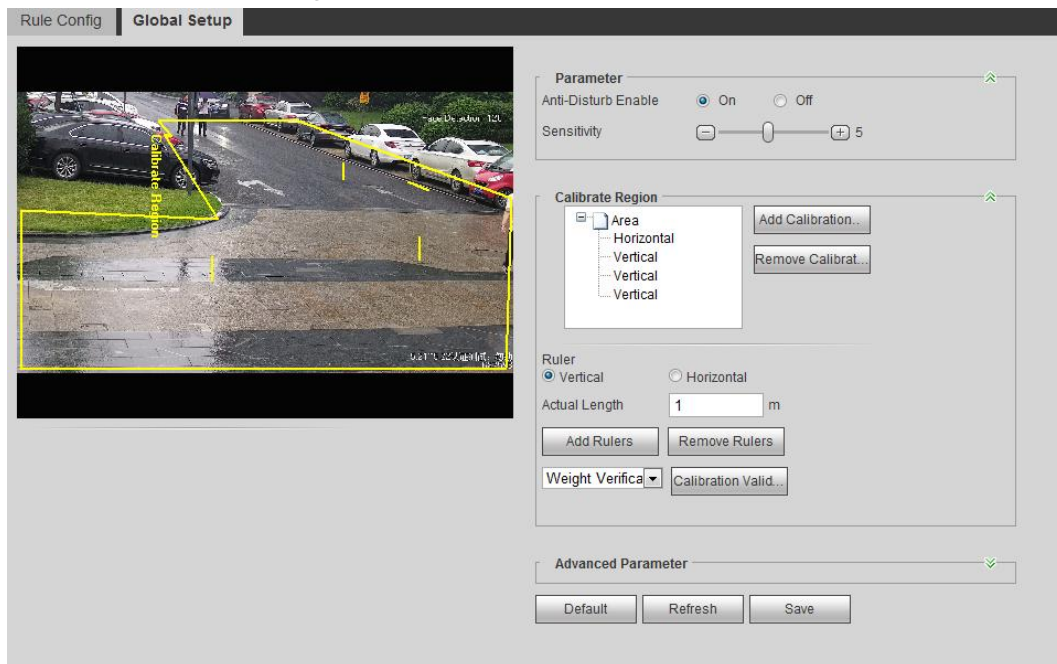 Rule Config Global Setup
Calibrate Region
Parameter
Anti-Disturb Enable On Off
Sensitivity 5
Calibrate Region
Area
Horizontal
Vertical
Vertical
Vertical
Add Calibration..
Remove Calibrat...
Ruler
Vertical Horizontal
Actual Length 1 m
Add Rulers Remove Rulers
Weight Verifica Calibration Valid...
Advanced Parameter
Default Refresh Save